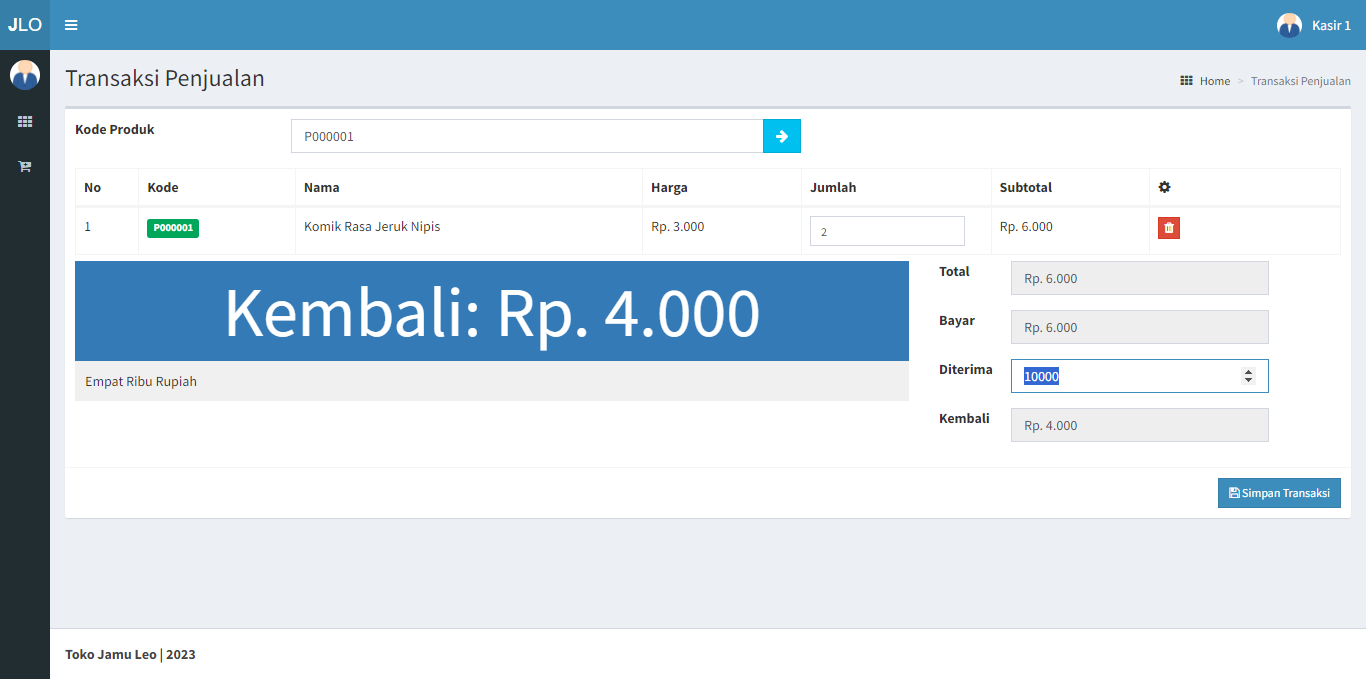 JLO
Kasir 1
Transaksi Penjualan
Home > Transaksi Penjualan
Kode Produk
P000001
No Kode Nama Harga Jumlah Subtotal
1 P000001 Komik Rasa Jeruk Nipis Rp. 3.000 2 Rp. 6.000
Kembali: Rp. 4.000
Empat Ribu Rupiah
Total Rp. 6.000
Bayar Rp. 6.000
Diterima 10000
Kembali Rp. 4.000
Simpan Transaksi
Toko Jamu Leo | 2023